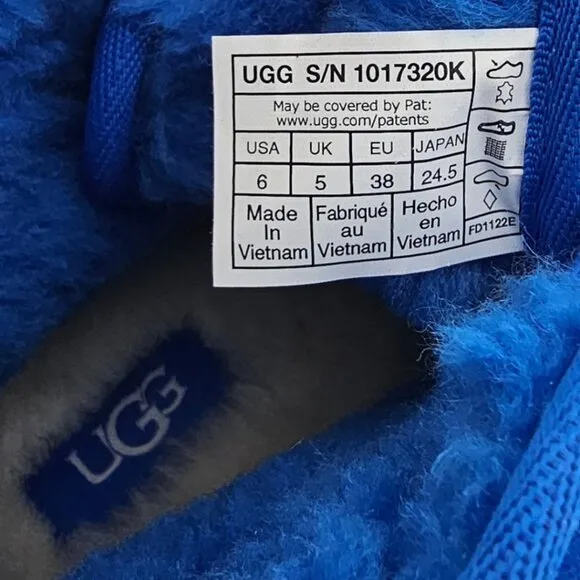 UGG S/N 1017320K
May be covered by Pat:
www.ugg.com/patents
USA UK EU JAPAN
6 5 38 24.5
Made In Vietnam
Fabriqué au Vietnam
Hecho en Vietnam
FD1122E
UGG